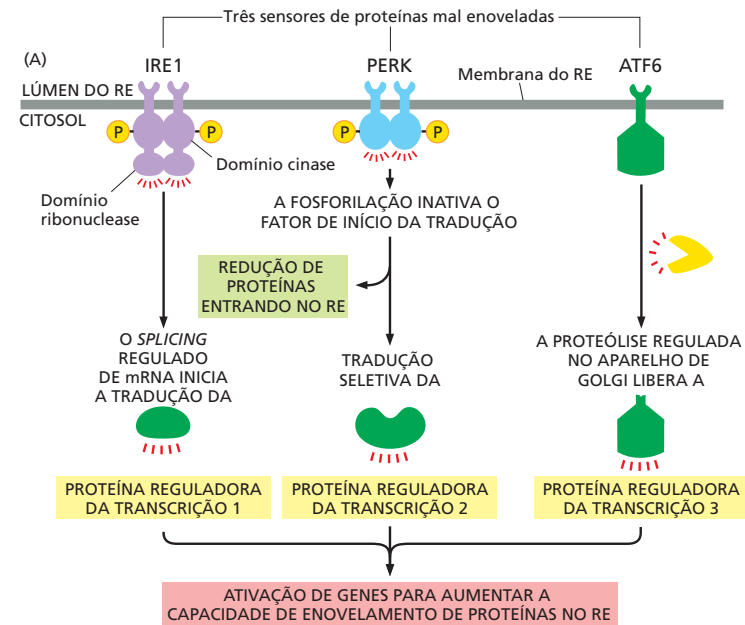 Três sensores de proteínas mal enoveladas
(A)
IRE1
PERK
ATF6
Membrana do RE
LÚMEN DO RE
CITOSOL
P
P
P
P
Domínio cinase
Domínio
ribonuclease
A FOSFORILAÇÃO INATIVA O
FATOR DE INÍCIO DA TRADUÇÃO
REDUÇÃO DE
PROTEÍNAS
ENTRANDO NO RE
O SPLICING
REGULADO
DE mRNA INICIA
A TRADUÇÃO DA
TRADUÇÃO
SELETIVA DA
A PROTEÓLISE REGULADA
NO APARELHO DE
GOLGI LIBERA A
PROTEÍNA REGULADORA
DA TRANSCRIÇÃO 1
PROTEÍNA REGULADORA
DA TRANSCRIÇÃO 2
PROTEÍNA REGULADORA
DA TRANSCRIÇÃO 3
ATIVAÇÃO DE GENES PARA AUMENTAR A
CAPACIDADE DE ENOVELAMENTO DE PROTEÍNAS NO RE